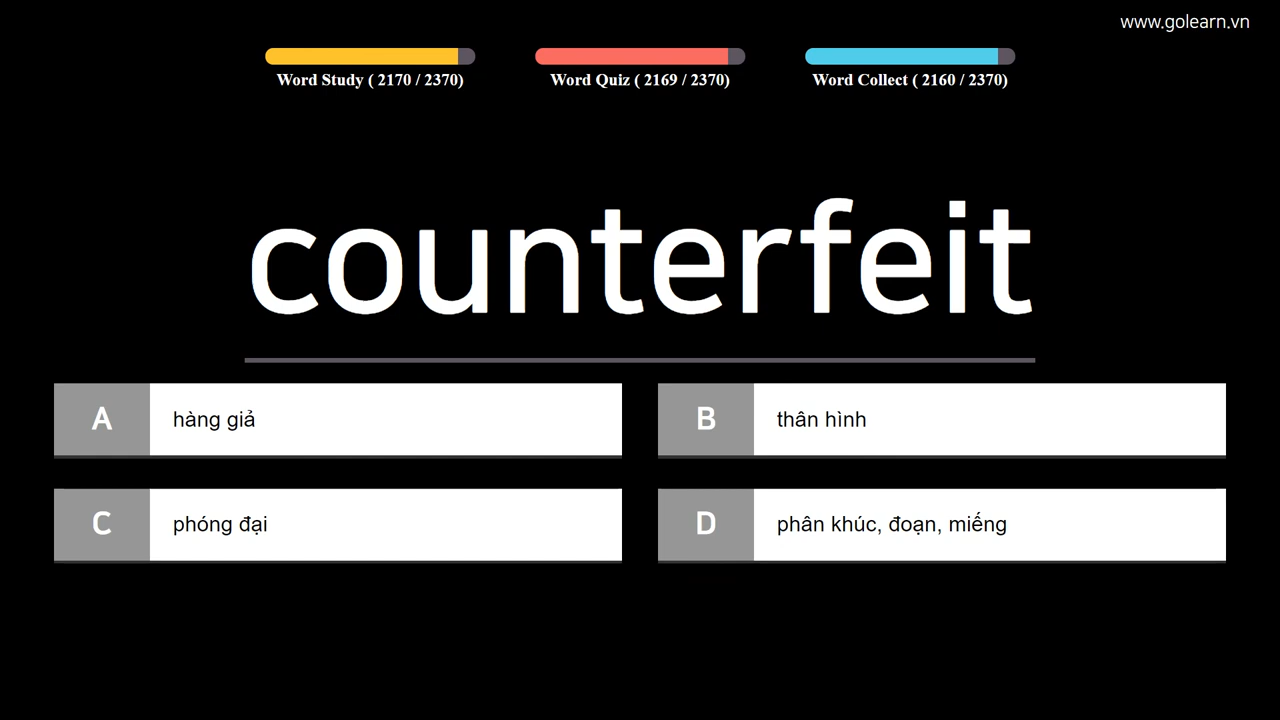 www.golearn.vn
Word Study ( 2170 / 2370)
Word Quiz ( 2169 / 2370)
Word Collect ( 2160 / 2370)
counterfeit
A hàng giả
B thân hình
C phóng đại
D phân khúc, đoạn, miếng